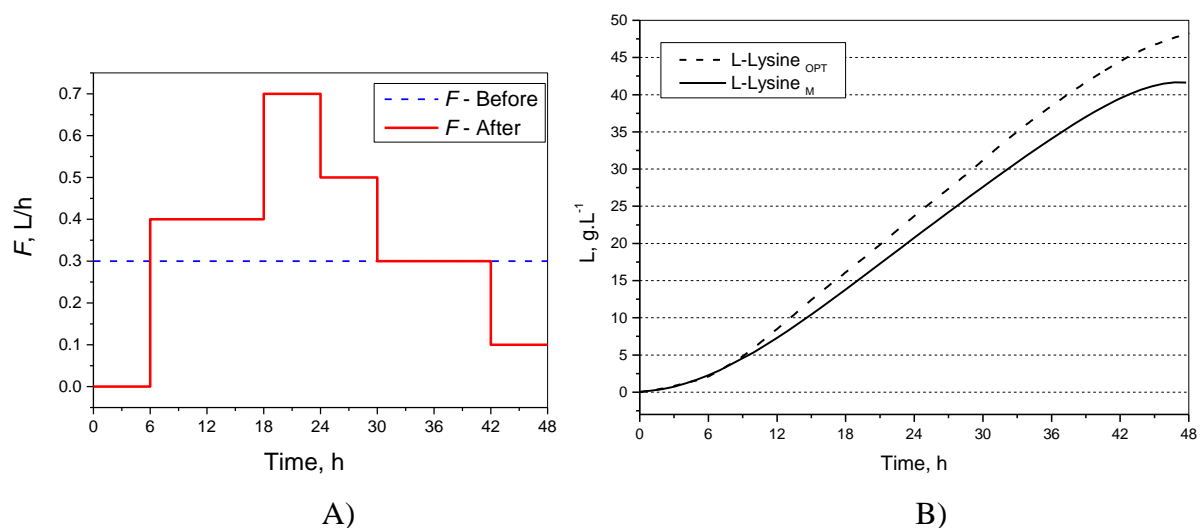 F - Before
F - After
0.7
0.6
0.5
0.4
0.3
0.2
0.1
0.0
F, L/h
0 6 12 18 24 30 36 42 48
Time, h
A)
L-Lysine OPT
L-Lysine M
50
45
40
35
30
25
20
15
10
5
0
L, g.L-1
0 6 12 18 24 30 36 42 48
Time, h
B)